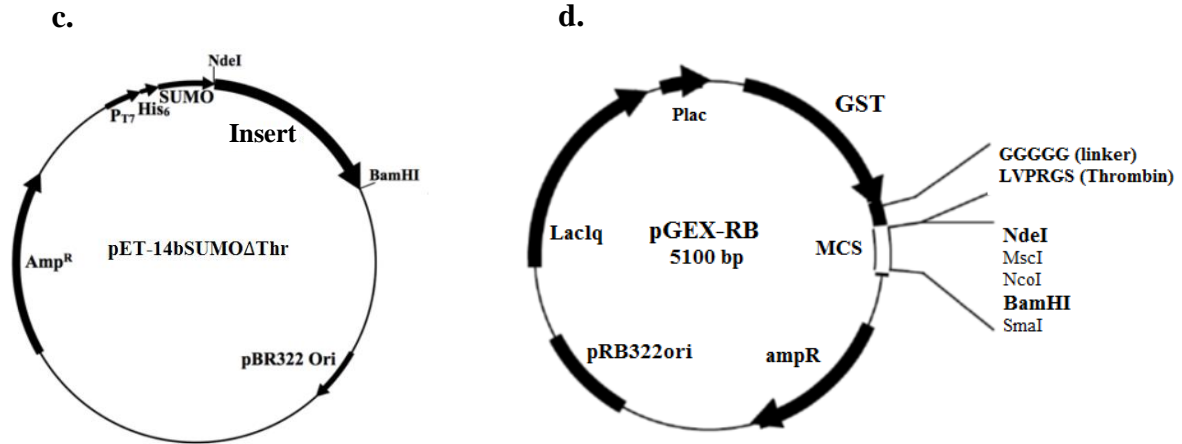 c.
NdeI
SUMO
His6
PT7
Insert
BamHI
AmpR
pET-14bSUMOΔThr
pBR322 Ori
d.
Plac
GST
GGGGG (linker)
LVPRGS (Thrombin)
LacIq
pGEX-RB
5100 bp
MCS
NdeI
MscI
NcoI
BamHI
SmaI
pRB322ori
ampR